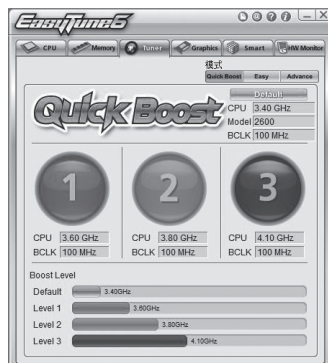 EasyTune6
CPU Memory Tuner Graphics Smart HW Monitor
模式
Quick Boost Easy Advance
Quick Boost
Default
CPU 3.40 GHz
Model 2600
BCLK 100 MHz
1 2 3
CPU 3.60 GHz CPU 3.80 GHz CPU 4.10 GHz
BCLK 100 MHz BCLK 100 MHz BCLK 100 MHz
Boost Level
Default 3.40GHz
Level 1 3.60GHz
Level 2 3.80GHz
Level 3 4.10GHz